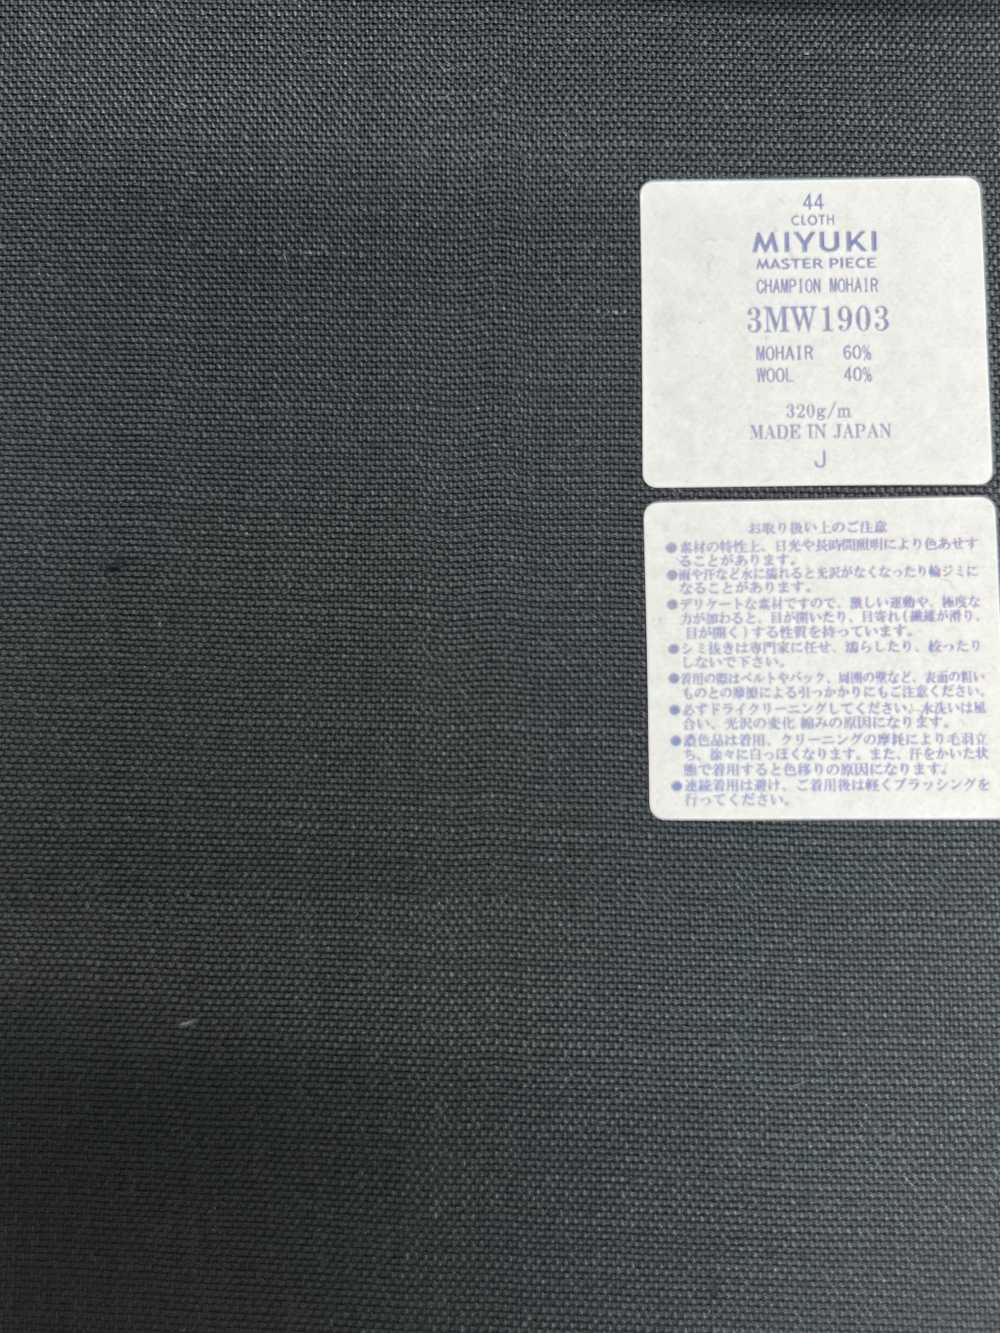 44
CLOTH
MIYUKI
MASTER PIECE
CHAMPION MOHAIR
3MW1903
MOHAIR 60%
WOOL 40%
320g/m
MADE IN JAPAN
J
お取り扱い上のご注意
●素材の特性上、日光や長時間照明により色あせす
ることがあります。
●雨や汗など水に濡れると光沢がなくなったり輪ジミに
なることがあります。
●デリケートな素材ですので、激しい運動や、極度な
力が加わると、目が開いたり、目寄れ(繊維が滑り、
目が開く)する性質を持っています。
●シミ抜きは専門家に任せ、濡らしたり、絞ったり
しないで下さい。
●着用の際はベルトやバック、周囲の壁など、表面の粗い
ものとの摩擦による引っかかりにもご注意ください。
●必ずドライクリーニングしてください。水洗いは風
合い、光沢の変化 縮みの原因になります。
●濃色品は着用、クリーニングの摩耗により毛羽立
ち、徐々に白っぽくなります。また、汗をかいた状
態で着用すると色移りの原因になります。
●連続着用は避け、ご着用後は軽くブラッシングを
行ってください。